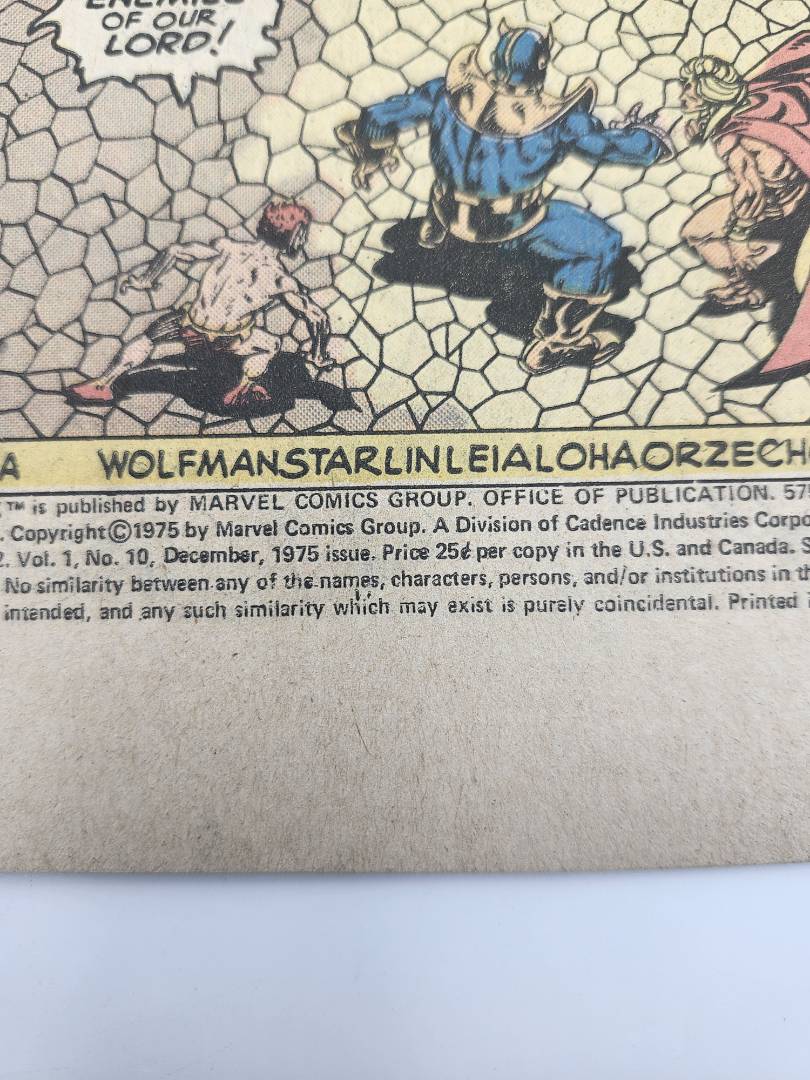 OF OUR
LORD!
A WOLFMANSTARLINLEIALOHAORZECH
™ is published by MARVEL COMICS GROUP. OFFICE OF PUBLICATION. 575
. Copyright©1975 by Marvel Comics Group. A Division of Cadence Industries Corpo
2. Vol. 1, No. 10, December, 1975 issue. Price 25¢ per copy in the U.S. and Canada. S
No similarity between any of the names, characters, persons, and/or institutions in th
intended, and any such similarity which may exist is purely coincidental. Printed